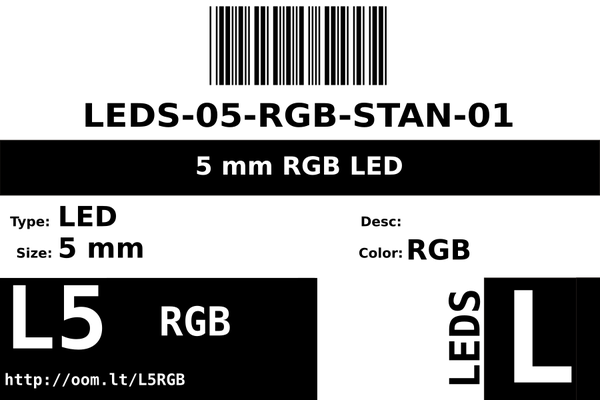 LEDS-05-RGB-STAN-01
5 mm RGB LED
Type: LED
Desc:
Size: 5 mm
Color: RGB
L5 RGB
http://oom.lt/L5RGB
LEDS
L